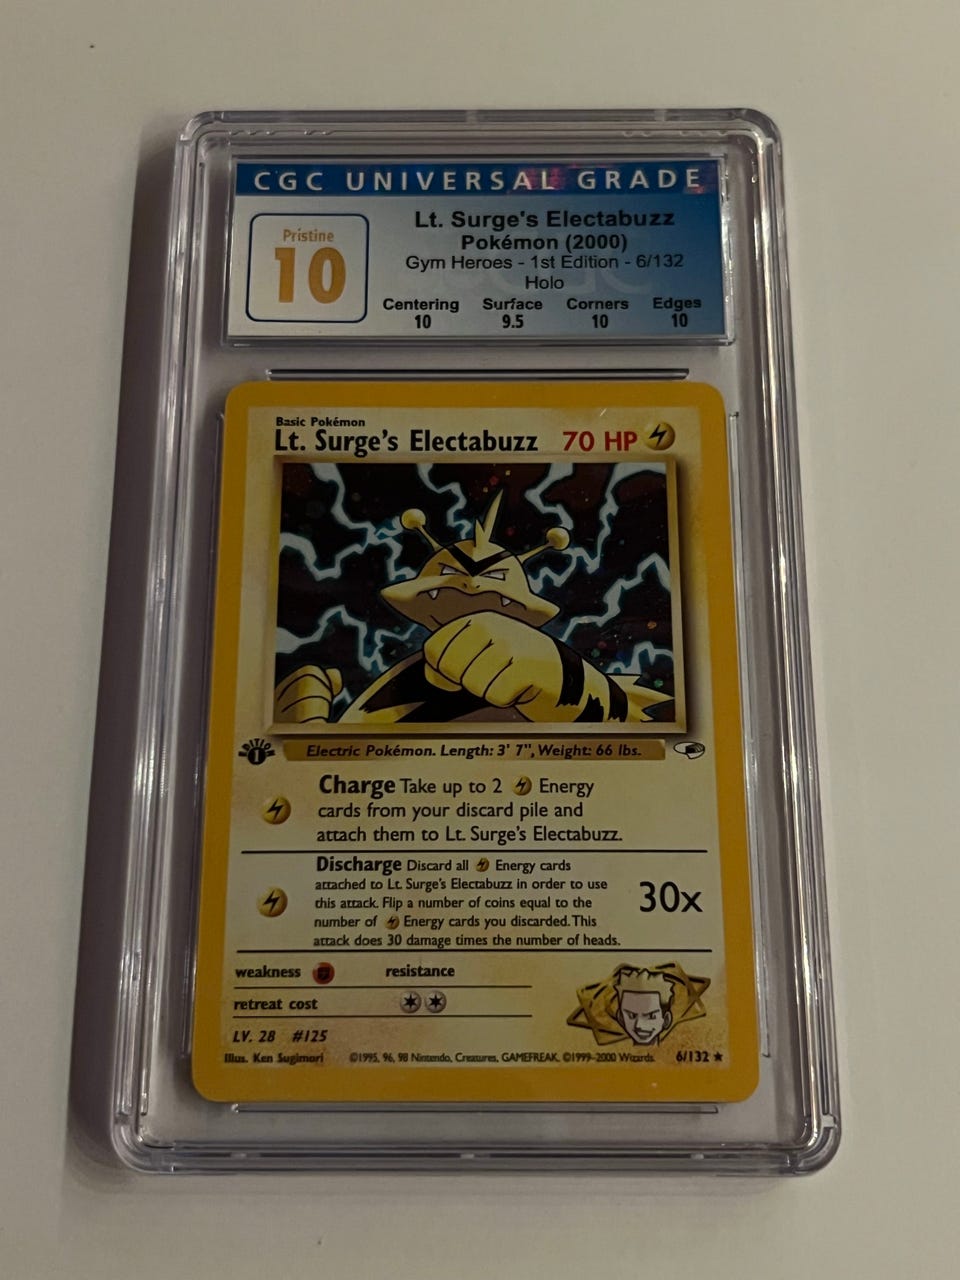 CGC UNIVERSAL GRADE
Pristine
10
Lt. Surge's Electabuzz
Pokémon (2000)
Gym Heroes - 1st Edition - 6/132
Holo
Centering Surface Corners Edges
10 9.5 10 10
Basic Pokémon
Lt. Surge's Electabuzz 70 HP
EDITION
1
Electric Pokémon. Length: 3' 7", Weight: 66 lbs.
Charge Take up to 2 Energy
cards from your discard pile and
attach them to Lt. Surge's Electabuzz.
Discharge Discard all Energy cards
attached to Lt. Surge's Electabuzz in order to use
this attack. Flip a number of coins equal to the
number of Energy cards you discarded. This
attack does 30 damage times the number of heads.
30x
weakness resistance
retreat cost
LV. 28 #125
Illus. Ken Sugimori ©1995, 96, 98 Nintendo, Creatures, GAMEFREAK. ©1999-2000 Wizards. 6/132 ★